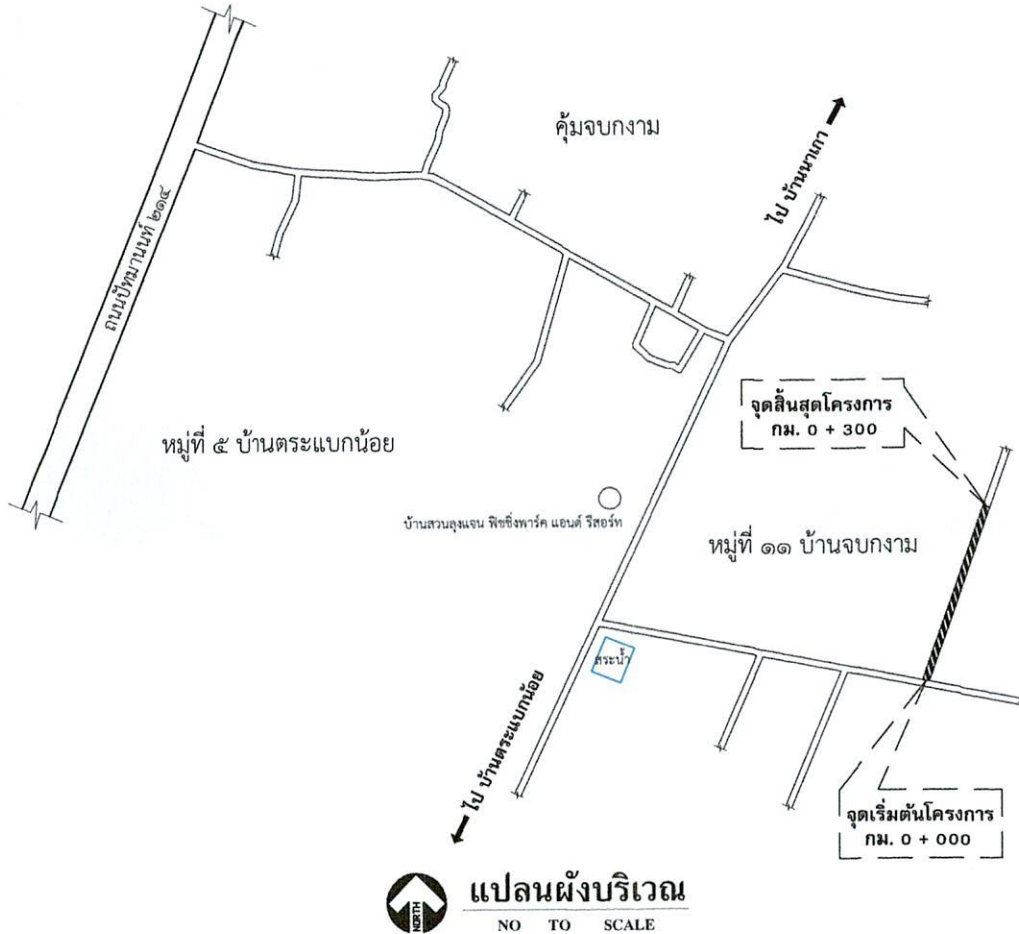 คุ้มจบกงาม
ไป บ้านนาเกา
ถนนปัทมานนท์ ๒๑๔
จุดสิ้นสุดโครงการ
กม. 0 + 300
หมู่ที่ ๕ บ้านตระแบกน้อย
บ้านสวนลุงแจน ฟิชชิ่งพาร์ค แอนด์ รีสอร์ท
หมู่ที่ ๑๑ บ้านจบกงาม
สระน้ำ
ไป บ้านตระแบกน้อย
จุดเริ่มต้นโครงการ
กม. 0 + 000
NORTH
แปลนผังบริเวณ
NO TO SCALE